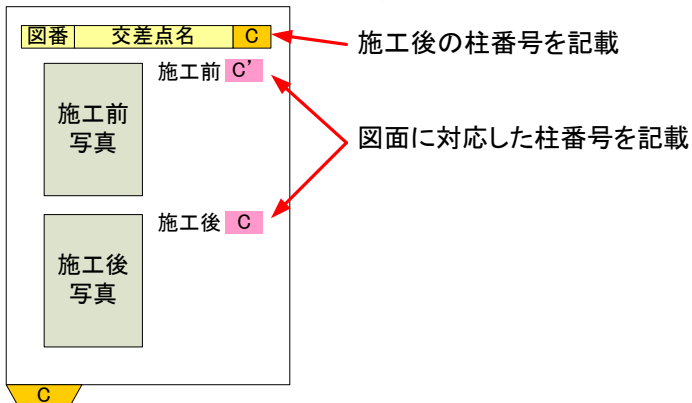 図番 交差点名 C
施工後の柱番号を記載
施工前 C’
施工前
写真
図面に対応した柱番号を記載
施工後 C
施工後
写真
C